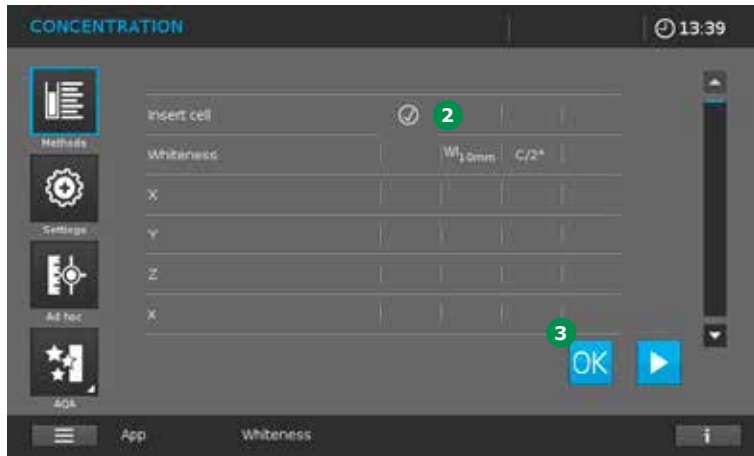 CONCENTRATION
13:39
Methods
Insert cell
2
Whiteness WI10mm C/2°
X
Settings
Y
Z
Ad hoc
X
3
OK
AQA
App Whiteness
i